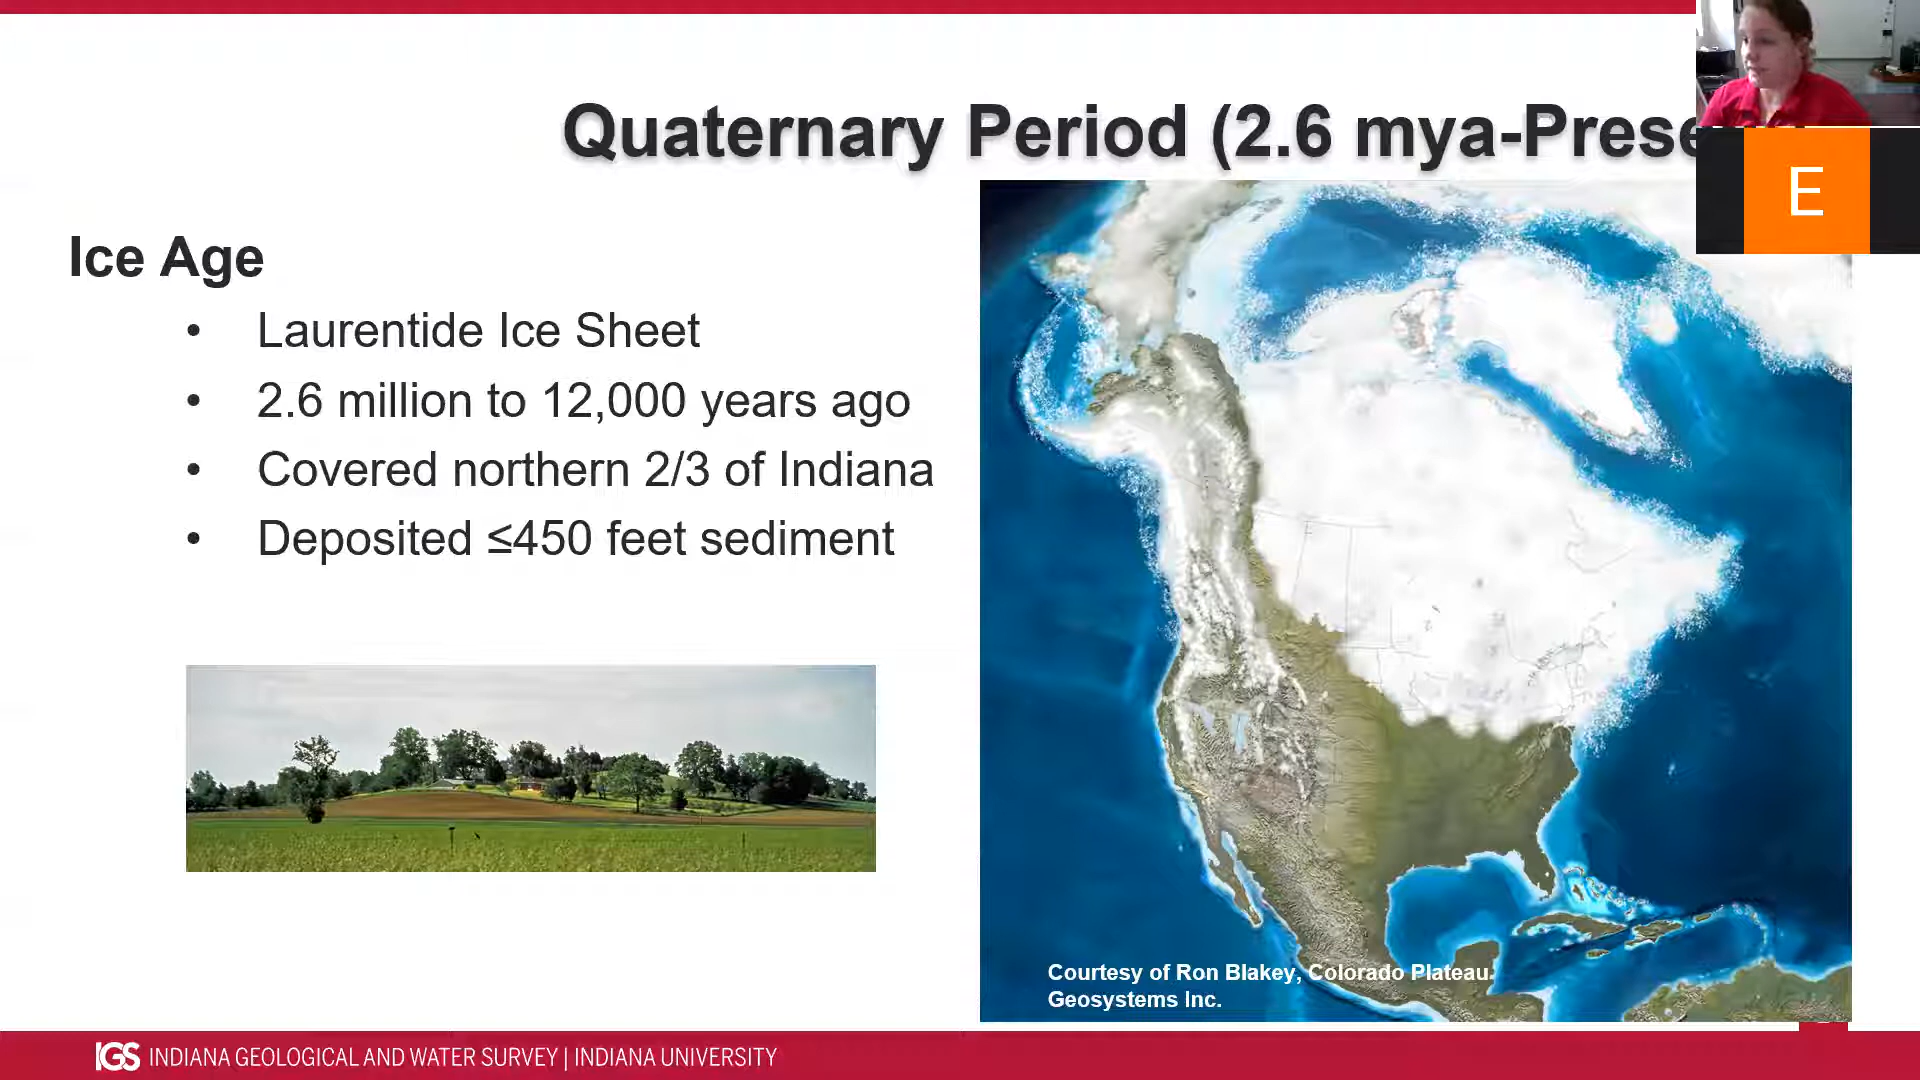 Quaternary Period (2.6 mya-Prese
E
Ice Age
• Laurentide Ice Sheet
• 2.6 million to 12,000 years ago
• Covered northern 2/3 of Indiana
• Deposited ≤450 feet sediment
Courtesy of Ron Blakey, Colorado Plateau
Geosystems Inc.
IGS INDIANA GEOLOGICAL AND WATER SURVEY | INDIANA UNIVERSITY